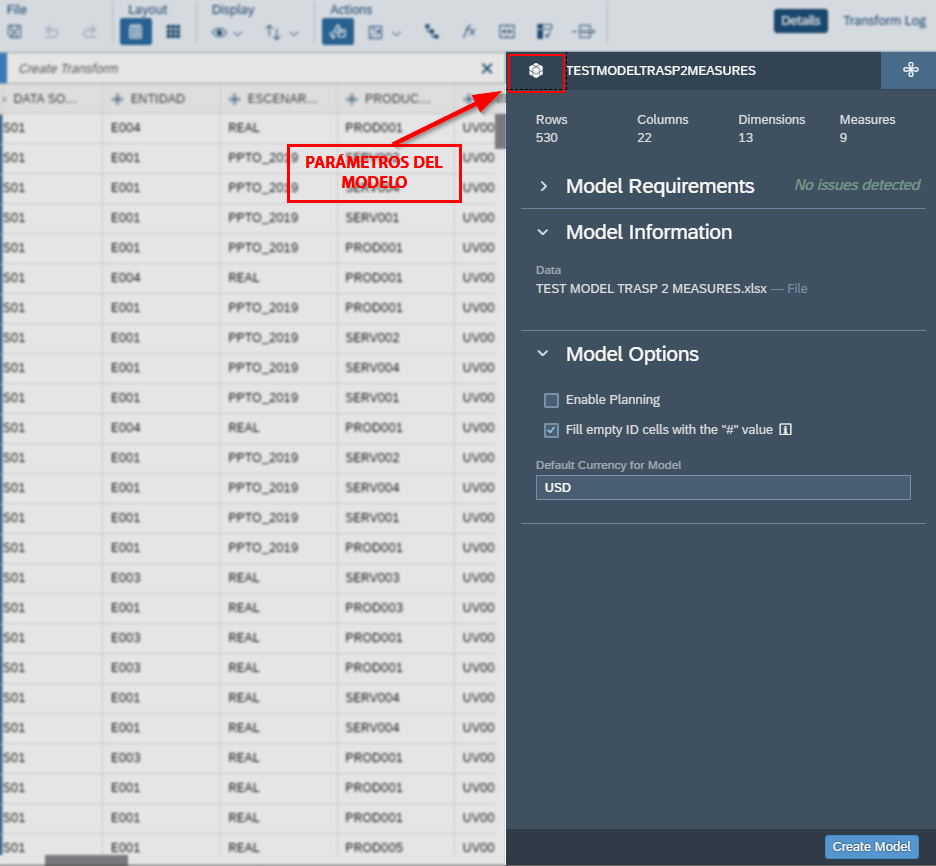 File Layout Display Actions
Details Transform Log
Create Transform
TESTMODELTRASP2MEASURES
DATA SO... ENTIDAD ESCENAR... PRODUC...
Rows Columns Dimensions Measures
530 22 13 9
S01 E004 REAL PROD001 UV00
S01 E001 PPTO_2019 UV00
PARÁMETROS DEL
MODELO
S01 E001 PPTO_2019 SERV004 UV00
Model Requirements No issues detected
S01 E001 PPTO_2019 SERV001 UV00
Model Information
S01 E001 PPTO_2019 PROD001 UV00
Data
S01 E004 REAL PROD001 UV00
TEST MODEL TRASP 2 MEASURES.xlsx — File
S01 E001 PPTO_2019 PROD001 UV00
S01 E001 PPTO_2019 SERV002 UV00
Model Options
S01 E001 PPTO_2019 SERV004 UV00
S01 E001 PPTO_2019 SERV001 UV00
Enable Planning
S01 E004 REAL PROD001 UV00
Fill empty ID cells with the "#" value
S01 E001 PPTO_2019 SERV002 UV00
Default Currency for Model
S01 E001 PPTO_2019 SERV004 UV00
USD
S01 E001 PPTO_2019 SERV001 UV00
S01 E001 PPTO_2019 PROD001 UV00
S01 E003 REAL SERV003 UV00
S01 E001 REAL PROD003 UV00
S01 E003 REAL PROD001 UV00
S01 E003 REAL PROD001 UV00
S01 E001 REAL SERV004 UV00
S01 E001 REAL SERV004 UV00
S01 E003 REAL PROD001 UV00
S01 E001 REAL PROD001 UV00
S01 E001 REAL PROD001 UV00
S01 E001 REAL PROD005 UV00
Create Model